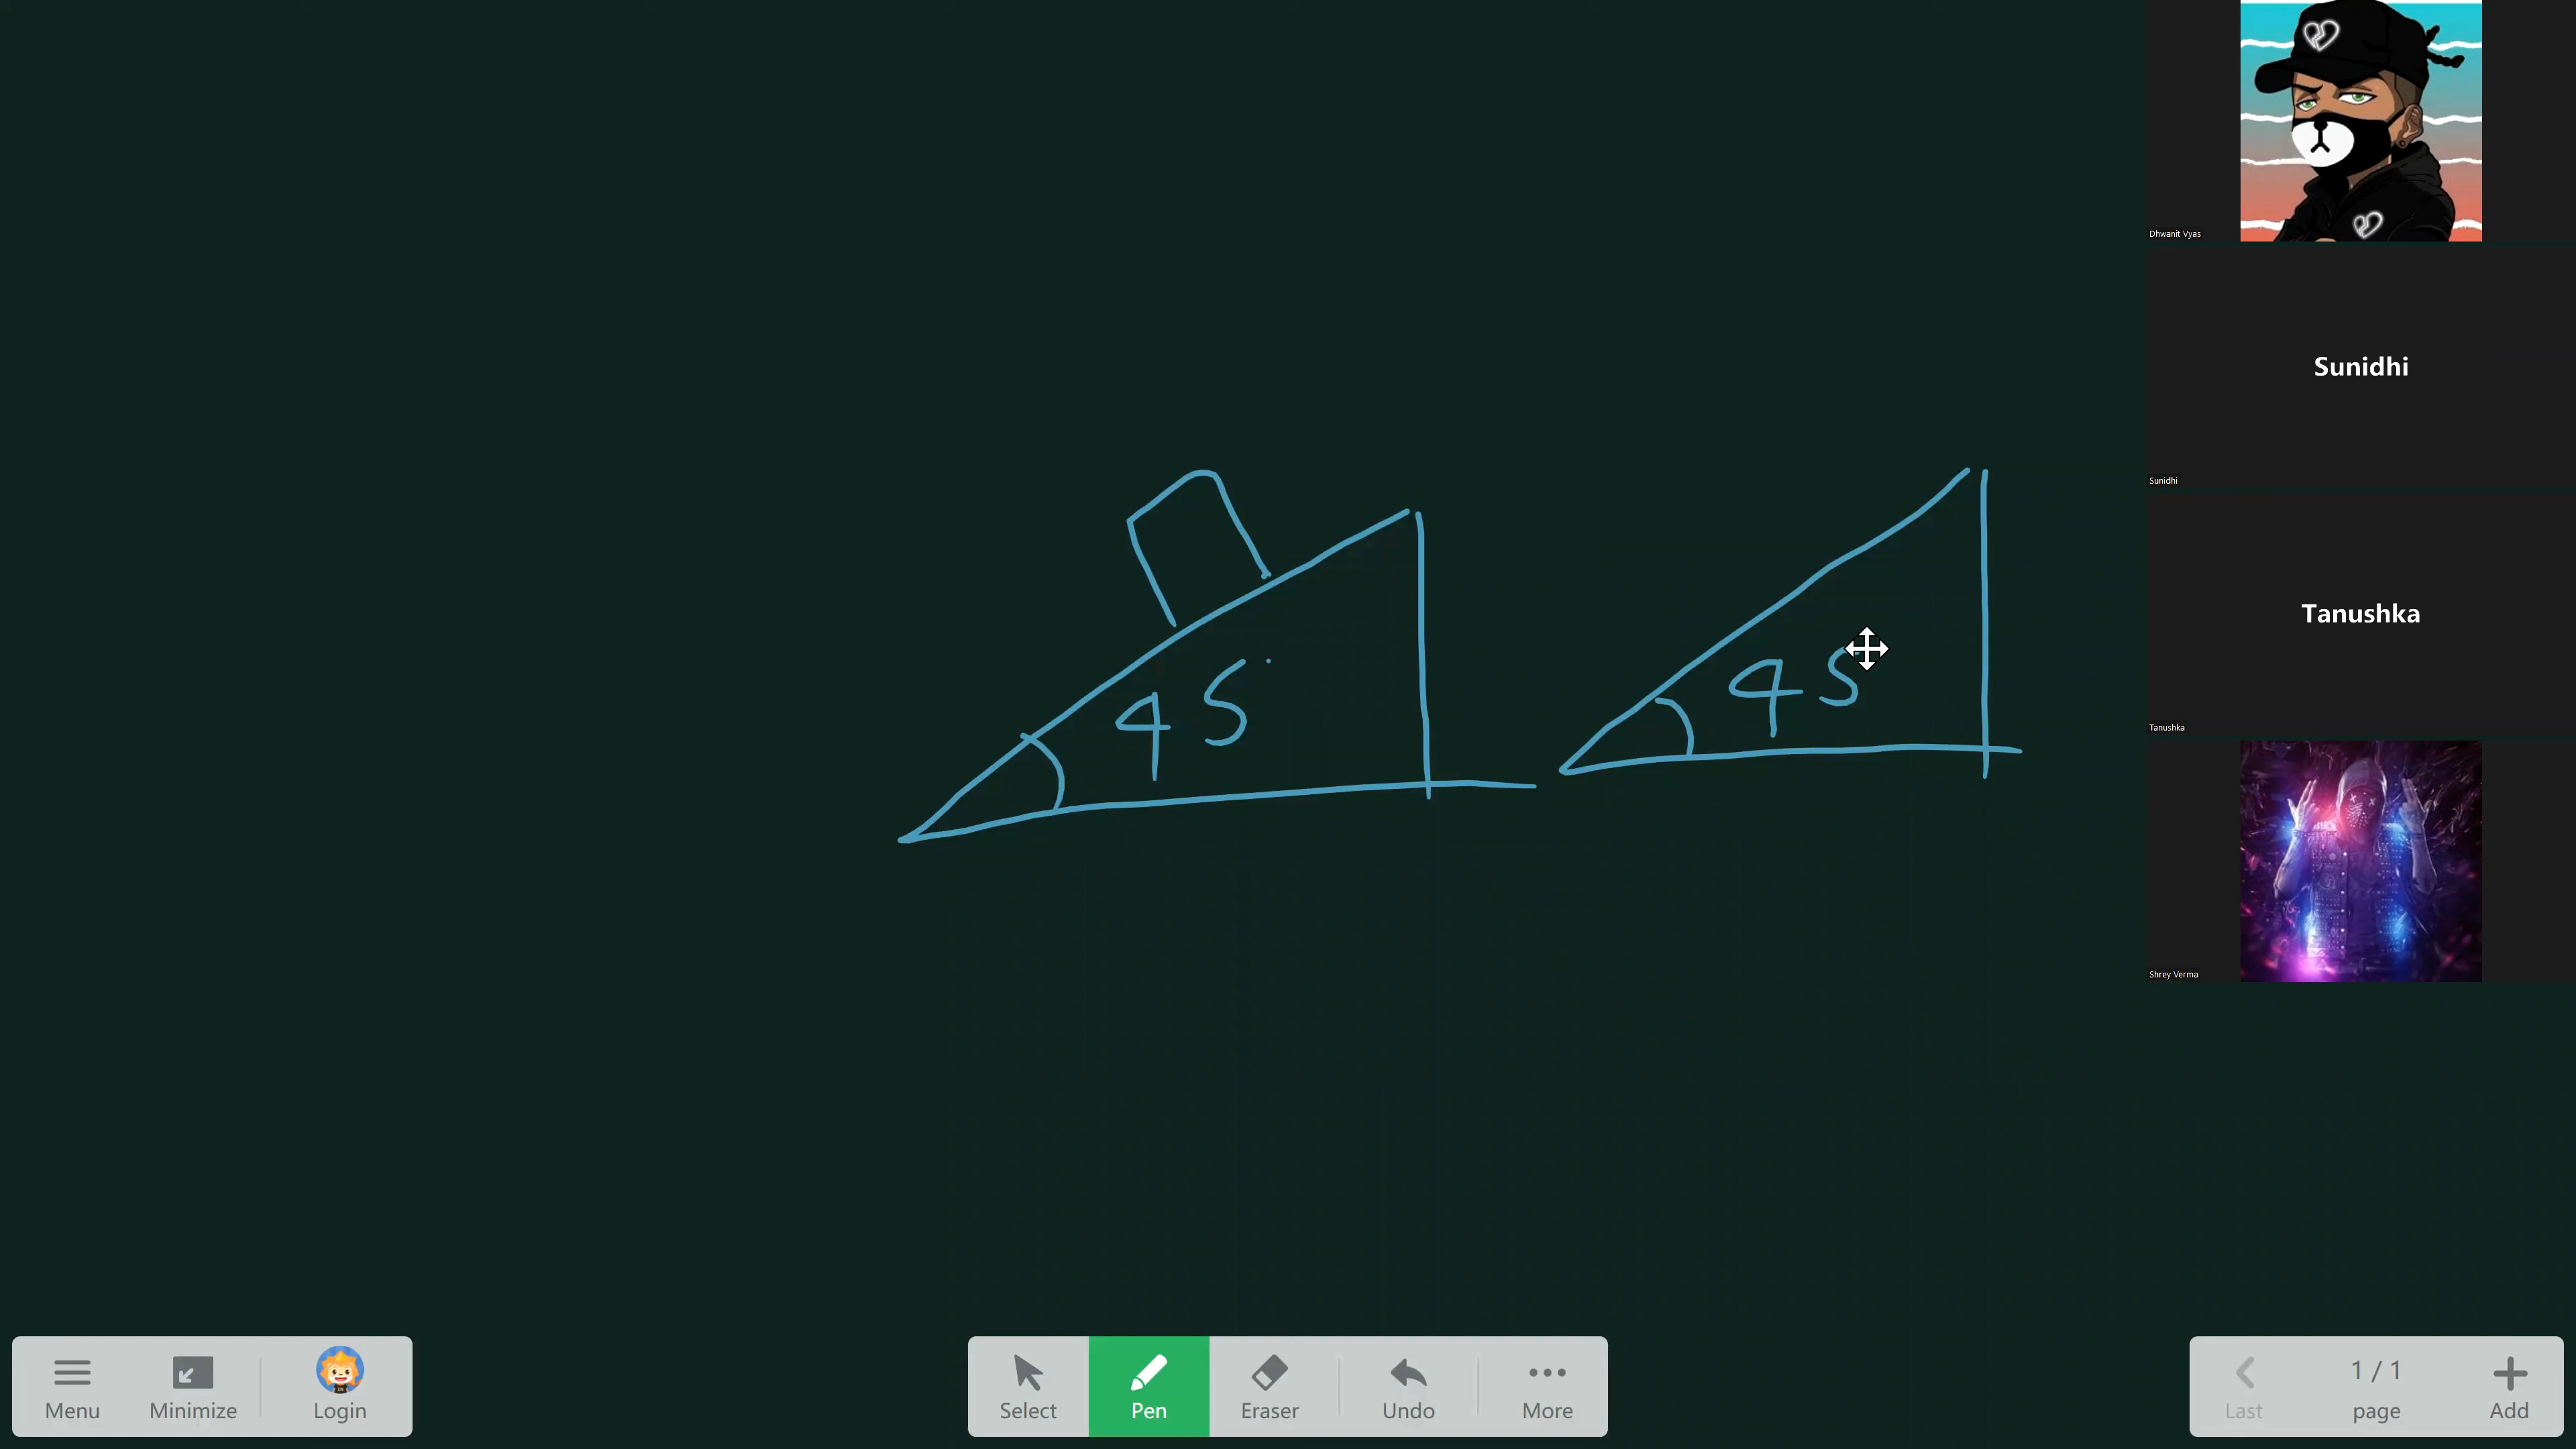 Dhwanit Vyas
Sunidhi
Sunidhi
Tanushka
Tanushka
45
45
Shrey Verma
Menu
Minimize
Login
Select
Pen
Eraser
Undo
More
Last
1 / 1
page
Add